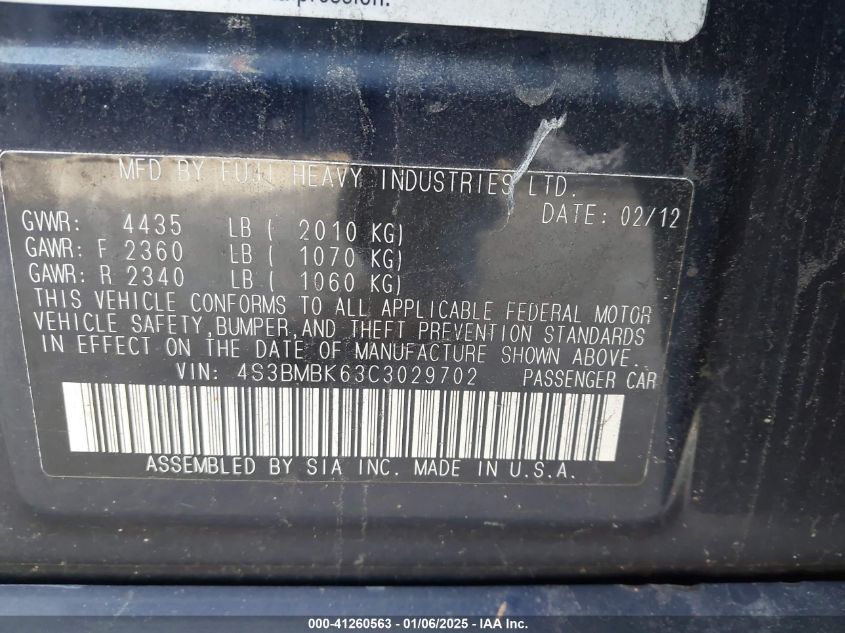 pression.
MFD BY FUJI HEAVY INDUSTRIES LTD.
DATE: 02/12
GVWR: 4435 LB ( 2010 KG)
GAWR: F 2360 LB ( 1070 KG)
GAWR: R 2340 LB ( 1060 KG)
THIS VEHICLE CONFORMS TO ALL APPLICABLE FEDERAL MOTOR
VEHICLE SAFETY, BUMPER, AND THEFT PREVENTION STANDARDS
IN EFFECT ON THE DATE OF MANUFACTURE SHOWN ABOVE.
VIN: 4S3BMBK63C3029702 PASSENGER CAR
ASSEMBLED BY SIA INC. MADE IN U.S.A.
000-41260563 - 01/06/2025 - IAA Inc.